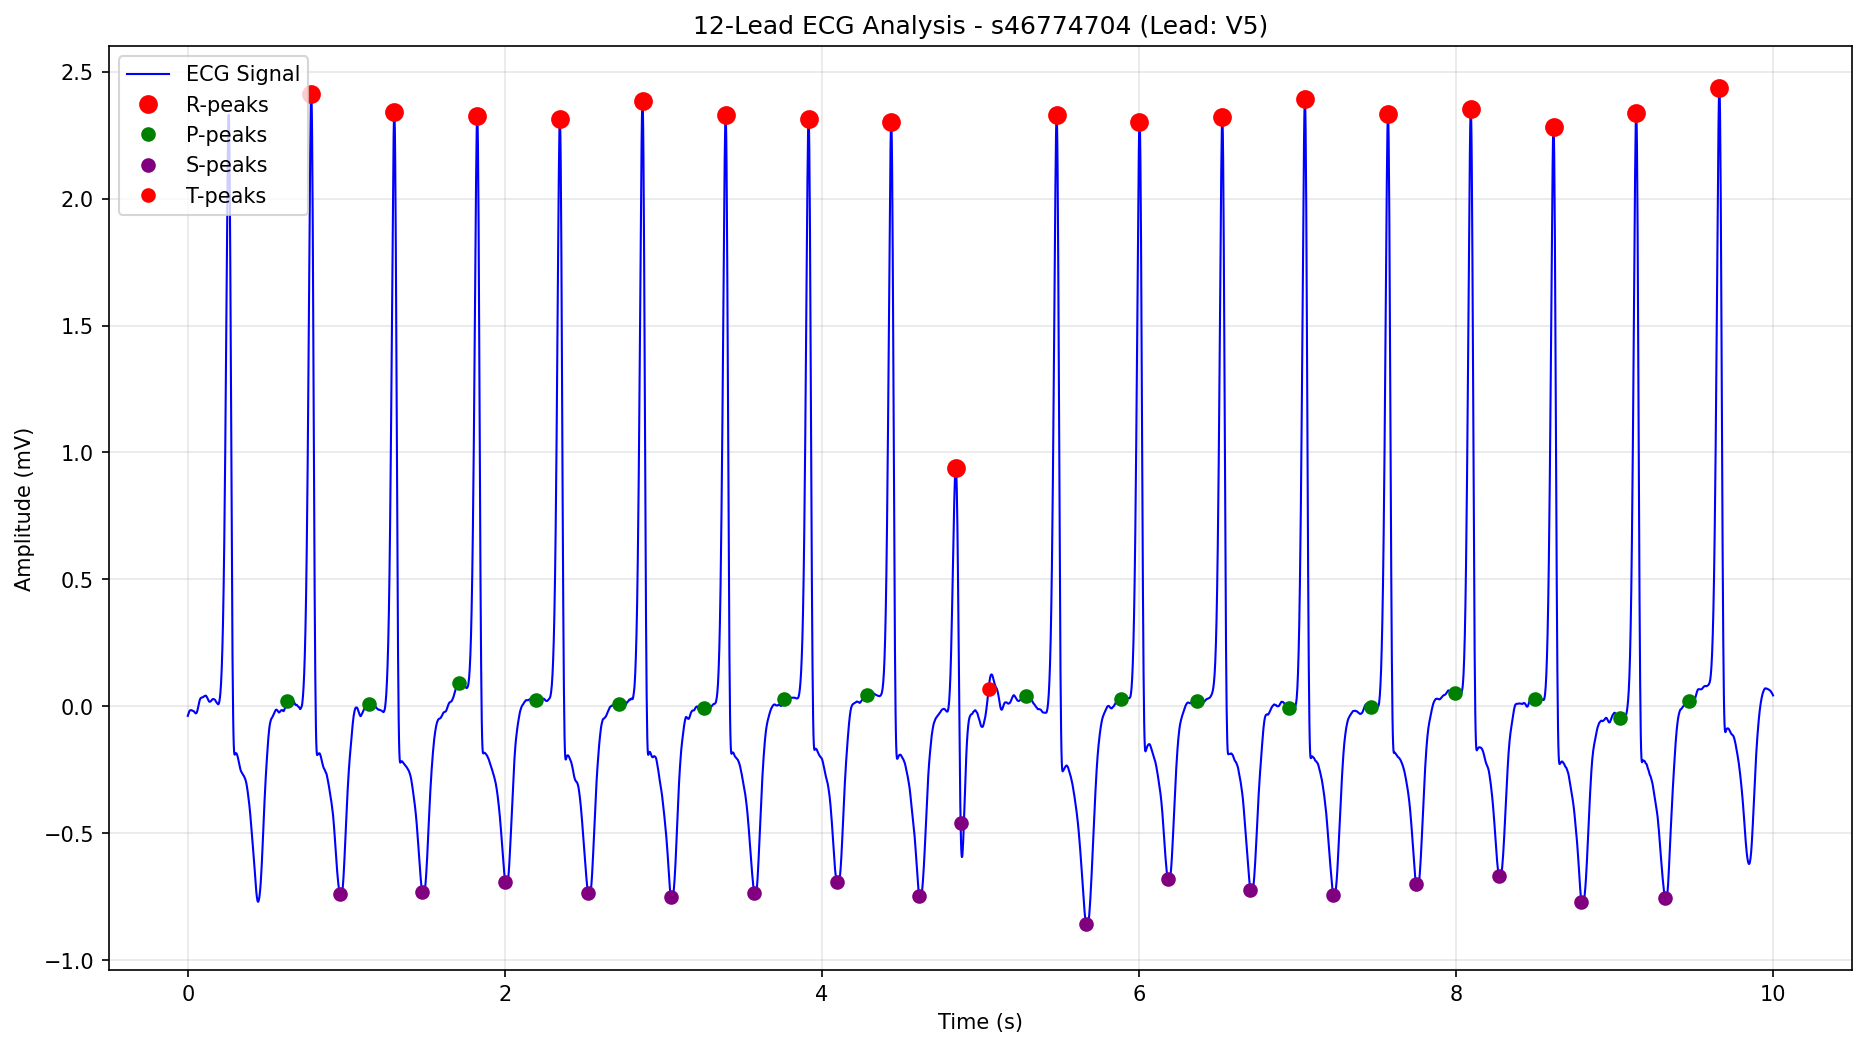 12-Lead ECG Analysis - s46774704 (Lead: V5)
ECG Signal
R-peaks
P-peaks
S-peaks
T-peaks
Amplitude (mV)
2.5
2.0
1.5
1.0
0.5
0.0
−0.5
−1.0
0 2 4 6 8 10
Time (s)